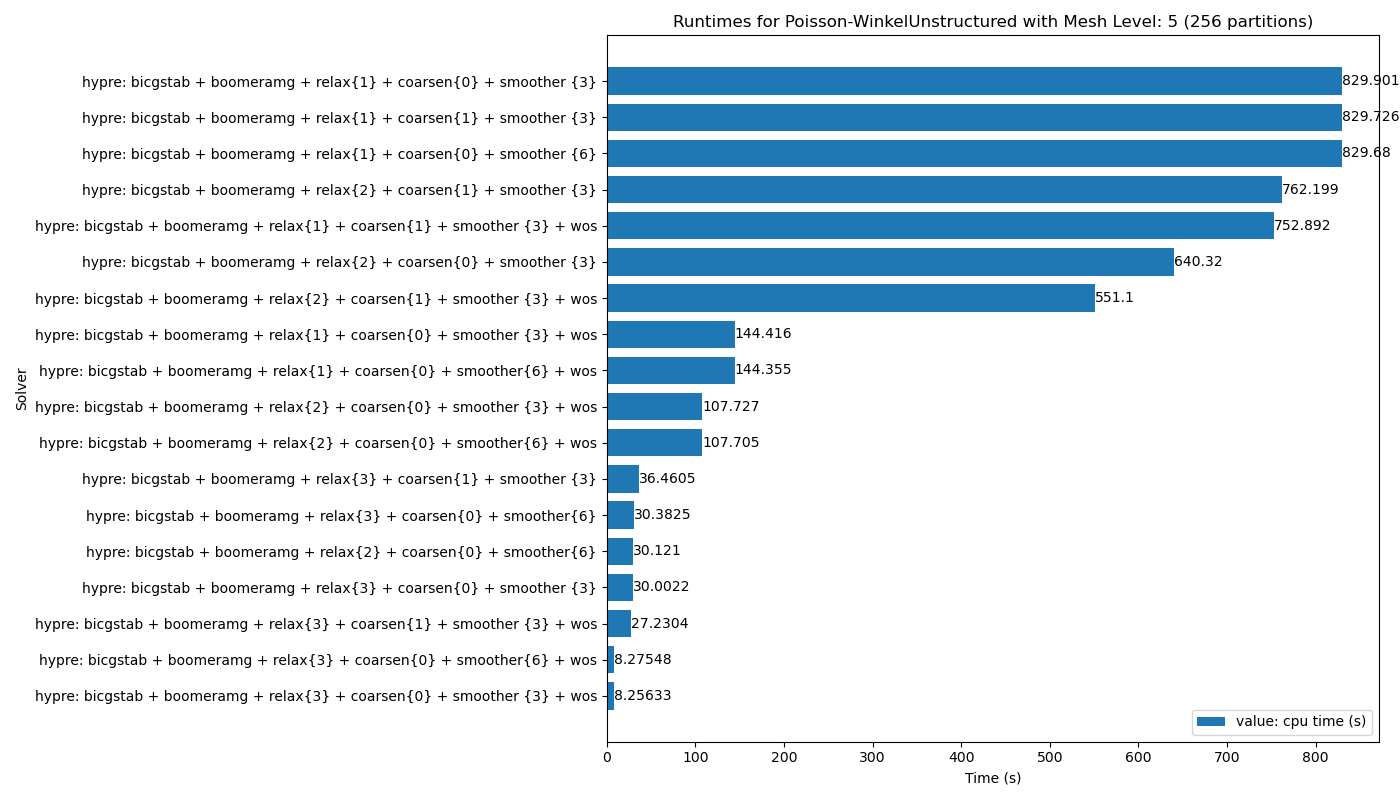 Runtimes for Poisson-WinkelUnstructured with Mesh Level: 5 (256 partitions)
hypre: bicgstab + boomeramg + relax{1} + coarsen{0} + smoother {3} 829.901
hypre: bicgstab + boomeramg + relax{1} + coarsen{1} + smoother {3} 829.726
hypre: bicgstab + boomeramg + relax{1} + coarsen{0} + smoother {6} 829.68
hypre: bicgstab + boomeramg + relax{2} + coarsen{1} + smoother {3} 762.199
hypre: bicgstab + boomeramg + relax{1} + coarsen{1} + smoother {3} + wos 752.892
hypre: bicgstab + boomeramg + relax{2} + coarsen{0} + smoother {3} 640.32
hypre: bicgstab + boomeramg + relax{2} + coarsen{1} + smoother {3} + wos 551.1
hypre: bicgstab + boomeramg + relax{1} + coarsen{0} + smoother {3} + wos 144.416
hypre: bicgstab + boomeramg + relax{1} + coarsen{0} + smoother{6} + wos 144.355
hypre: bicgstab + boomeramg + relax{2} + coarsen{0} + smoother {3} + wos 107.727
hypre: bicgstab + boomeramg + relax{2} + coarsen{0} + smoother{6} + wos 107.705
hypre: bicgstab + boomeramg + relax{3} + coarsen{1} + smoother {3} 36.4605
hypre: bicgstab + boomeramg + relax{3} + coarsen{0} + smoother{6} 30.3825
hypre: bicgstab + boomeramg + relax{2} + coarsen{0} + smoother{6} 30.121
hypre: bicgstab + boomeramg + relax{3} + coarsen{0} + smoother {3} 30.0022
hypre: bicgstab + boomeramg + relax{3} + coarsen{1} + smoother {3} + wos 27.2304
hypre: bicgstab + boomeramg + relax{3} + coarsen{0} + smoother{6} + wos 8.27548
hypre: bicgstab + boomeramg + relax{3} + coarsen{0} + smoother {3} + wos 8.25633
Solver
value: cpu time (s)
0 100 200 300 400 500 600 700 800
Time (s)